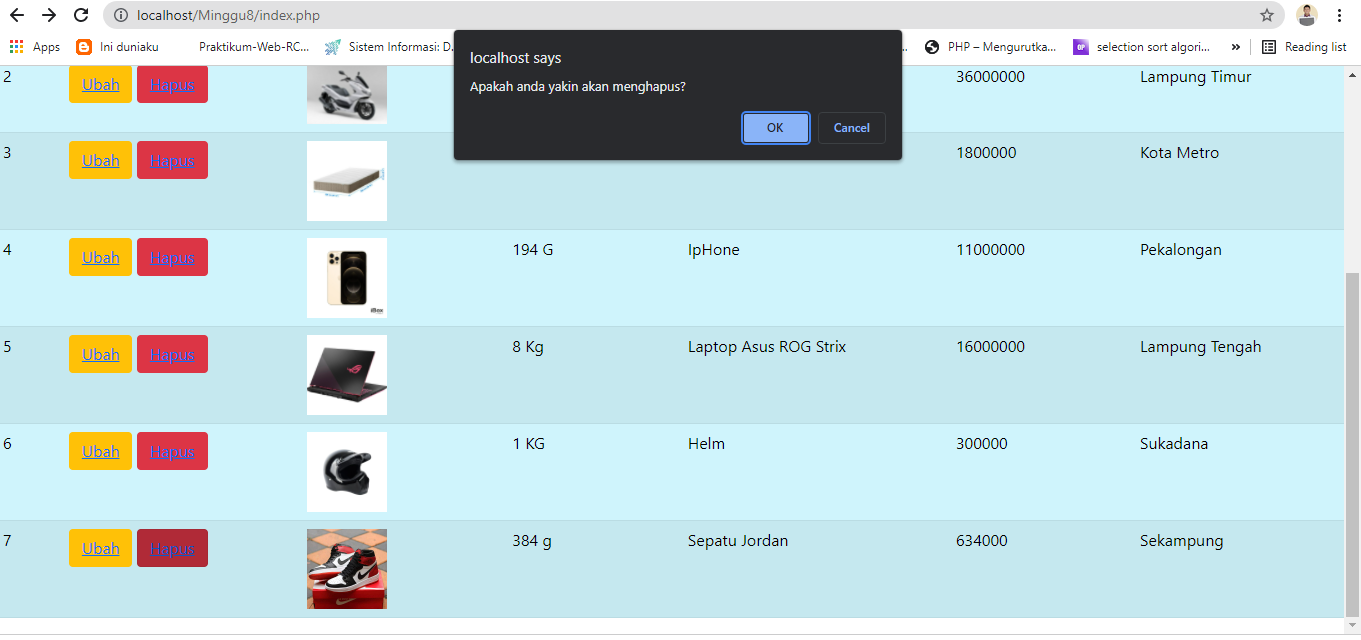 localhost/Minggu8/index.php
Apps
Ini duniaku
Praktikum-Web-RC...
Sistem Informasi: D...
PHP – Mengurutka...
selection sort algori...
»
Reading list
localhost says
Apakah anda yakin akan menghapus?
OK
Cancel
2 Ubah Hapus 36000000 Lampung Timur
3 Ubah Hapus 1800000 Kota Metro
4 Ubah Hapus 194 G IpHone 11000000 Pekalongan
5 Ubah Hapus 8 Kg Laptop Asus ROG Strix 16000000 Lampung Tengah
6 Ubah Hapus 1 KG Helm 300000 Sukadana
7 Ubah Hapus 384 g Sepatu Jordan 634000 Sekampung